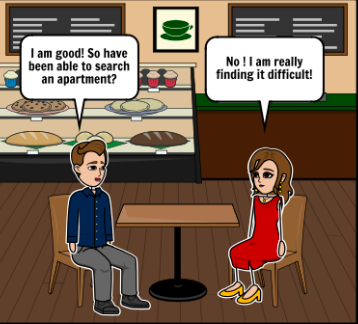 I am good! So have
been able to search
an apartment?
No ! I am really
finding it difficult!